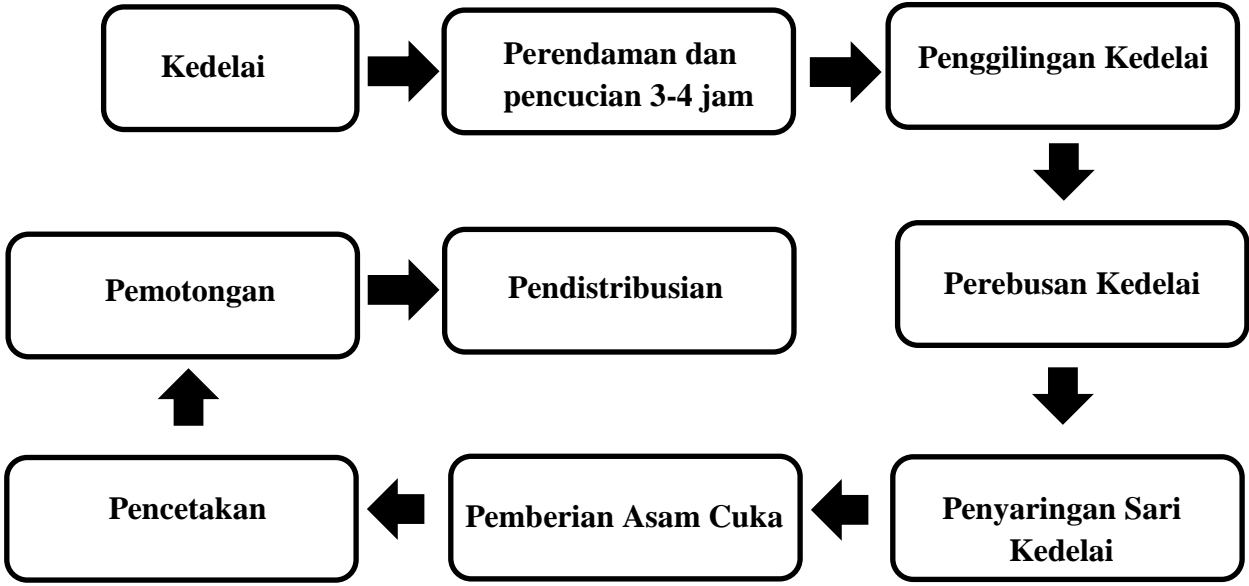 Kedelai
Perendaman dan
pencucian 3-4 jam
Penggilingan Kedelai
Perebusan Kedelai
Penyaringan Sari
Kedelai
Pemberian Asam Cuka
Pencetakan
Pemotongan
Pendistribusian